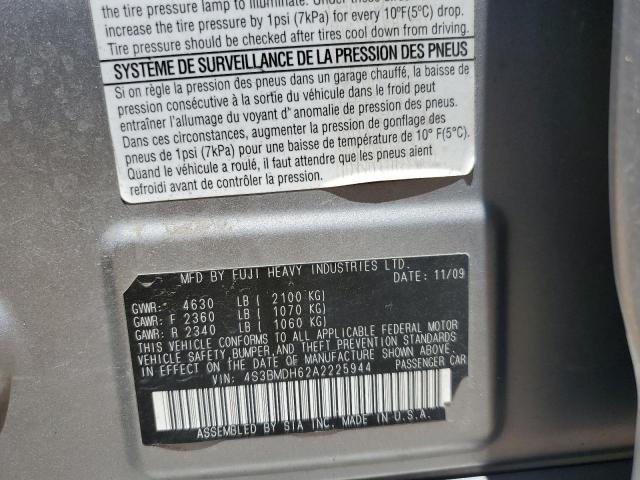 the tire pressure lamp to illuminate. Under these
increase the tire pressure by 1psi (7kPa) for every 10°F(5°C) drop.
Tire pressure should be checked after tires cool down from driving.
SYSTÈME DE SURVEILLANCE DE LA PRESSION DES PNEUS
Si on règle la pression des pneus dans un garage chauffé, la baisse de
pression consécutive à la sortie du véhicule dans le froid peut
entraîner l'allumage du voyant d'' anomalie de pression des pneus.
Dans ces circonstances, augmenter la pression de gonflage des
pneus de 1psi (7kPa) pour une baisse de température de 10° F(5°C).
Quand le véhicule a roulé, il faut attendre que les pneus aient
refroidi avant de contrôler la pression.
MFD BY FUJI HEAVY INDUSTRIES LTD.
DATE: 11/09
GVWR: 4630 LB ( 2100 KG)
GAWR: F 2360 LB ( 1070 KG)
GAWR: R 2340 LB ( 1060 KG)
THIS VEHICLE CONFORMS TO ALL APPLICABLE FEDERAL MOTOR
VEHICLE SAFETY, BUMPER, AND THEFT PREVENTION STANDARDS
IN EFFECT ON THE DATE OF MANUFACTURE SHOWN ABOVE.
VIN: 4S3BMDH62A2225944 PASSENGER CAR
ASSEMBLED BY SIA INC. MADE IN U.S.A.